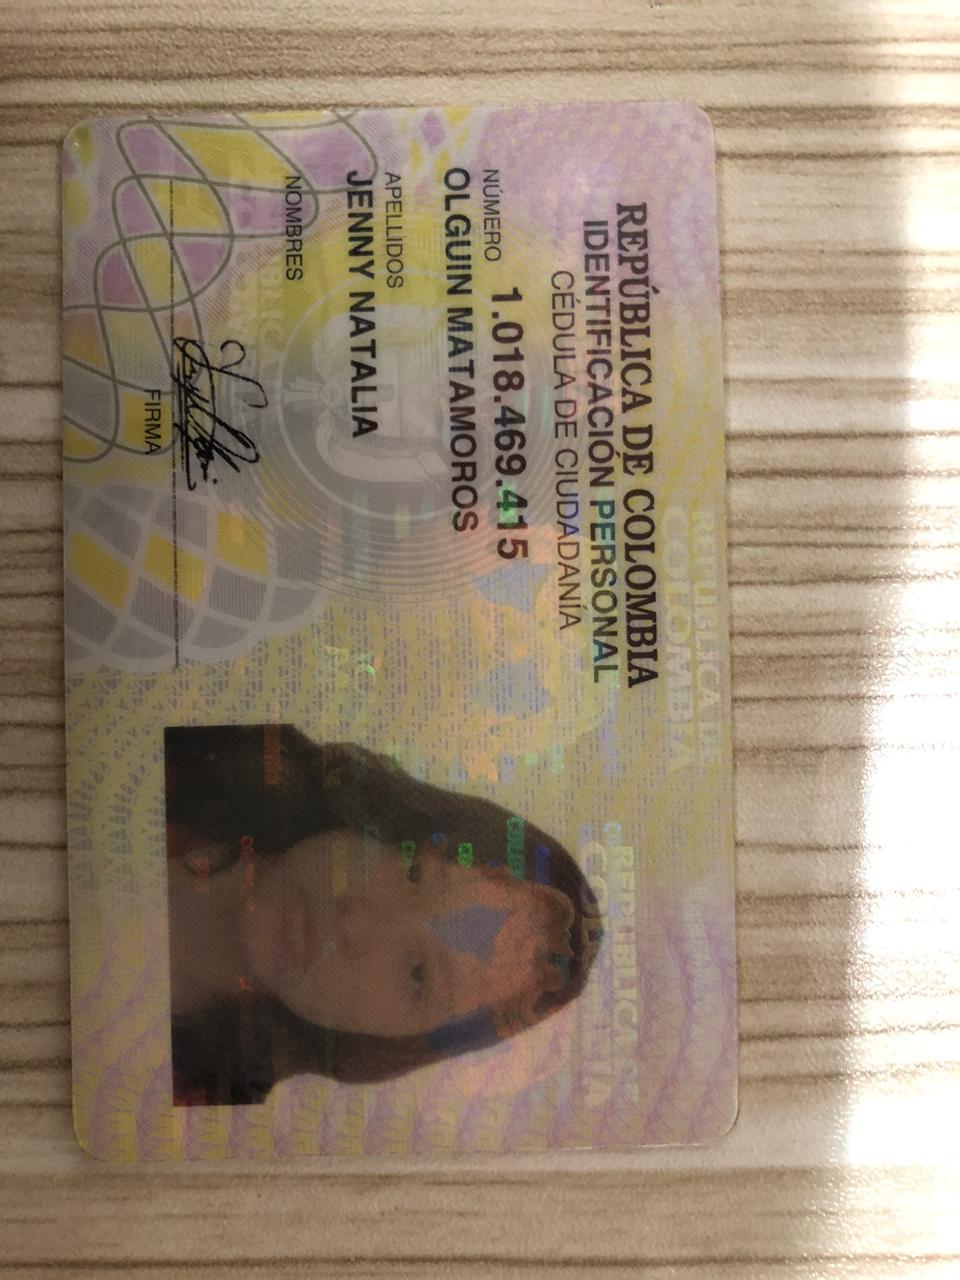 REPÚBLICA DE COLOMBIA
IDENTIFICACIÓN PERSONAL
CÉDULA DE CIUDADANÍA
NÚMERO 1.018.469.415
OLGUIN MATAMOROS
APELLIDOS
JENNY NATALIA
NOMBRES
FIRMA
REPÚBLICA DE
COLOMBIA
REPÚBLICA DE
COLOMBIA